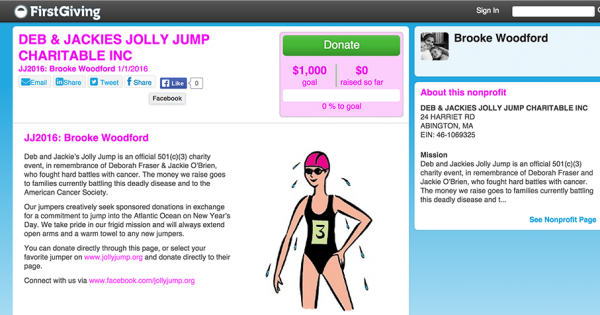 FirstGiving
Sign In
DEB & JACKIES JOLLY JUMP
CHARITABLE INC
JJ2016: Brooke Woodford 1/1/2016
Email
Share
Tweet
Share
Like
0
Facebook
Donate
$1,000
goal
$0
raised so far
0 % to goal
JJ2016: Brooke Woodford
Deb and Jackie's Jolly Jump is an official 501(c)(3) charity
event, in remembrance of Deborah Fraser & Jackie O'Brien,
who fought hard battles with cancer. The money we raise goes
to families currently battling this deadly disease and to the
American Cancer Society.
Our jumpers creatively seek sponsored donations in exchange
for a commitment to jump into the Atlantic Ocean on New Year's
Day. We take pride in our frigid mission and will always extend
open arms and a warm towel to any new jumpers.
You can donate directly through this page, or select your
favorite jumper on www.jollyjump.org and donate directly to their
page.
Connect with us via www.facebook.com/jollyjump.org
3
Brooke Woodford
About this nonprofit
DEB & JACKIES JOLLY JUMP CHARITABLE INC
24 HARRIET RD
ABINGTON, MA
EIN: 46-1069325
Mission
Deb and Jackies Jolly Jump is an official 501(c)(3) charity
event, in remembrance of Deborah Fraser and
Jackie O'Brien, who fought hard battles with
cancer. The money we raise goes to families currently battling
this deadly disease and t...
See Nonprofit Page